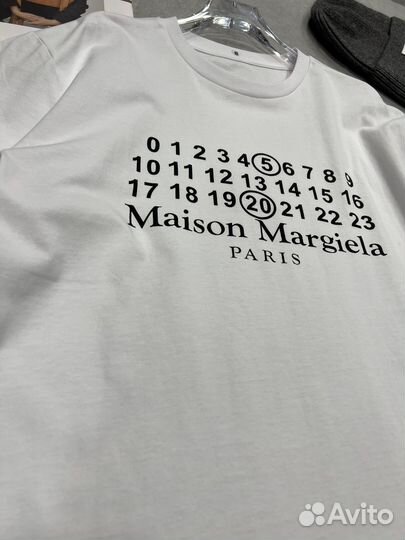 0 1 2 3 4 5 6 7 8 9
10 11 12 13 14 15 16
17 18 19 20 21 22 23
Maison Margiela
PARIS
Avito